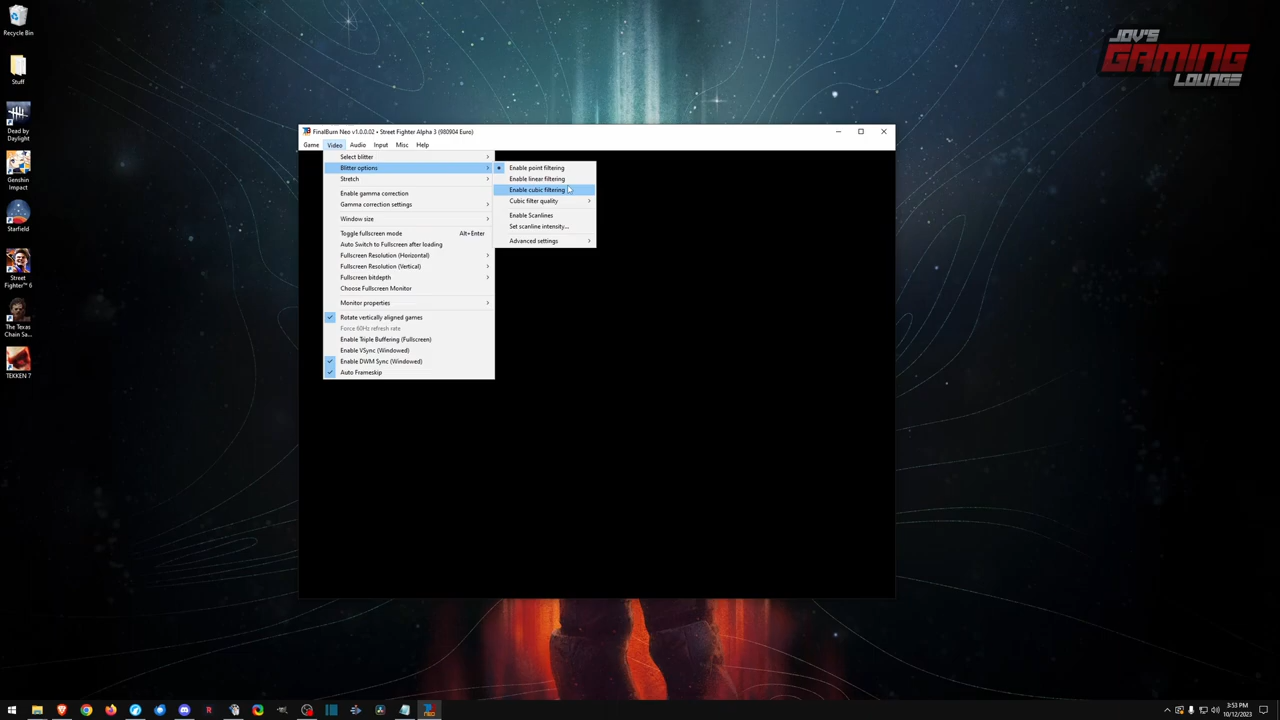 Recycle Bin
Stuff
Dead by
Daylight
Genshin
Impact
Starfield
Street
Fighter™ 6
The Texas
Chain Sa...
TEKKEN 7
JOV'S
GAMING
LOUNGE
FinalBurn Neo v1.0.0.02 • Street Fighter Alpha 3 (980904 Euro)
Game Video Audio Input Misc Help
Select blitter
Blitter options
Stretch
Enable gamma correction
Gamma correction settings
Window size
Toggle fullscreen mode Alt+Enter
Auto Switch to Fullscreen after loading
Fullscreen Resolution (Horizontal)
Fullscreen Resolution (Vertical)
Fullscreen bitdepth
Choose Fullscreen Monitor
Monitor properties
Rotate vertically aligned games
Force 60Hz refresh rate
Enable Triple Buffering (Fullscreen)
Enable VSync (Windowed)
Enable DWM Sync (Windowed)
Auto Frameskip
Enable point filtering
Enable linear filtering
Enable cubic filtering
Cubic filter quality
Enable Scanlines
Set scanline intensity...
Advanced settings
NEO
3:53 PM
10/12/2023